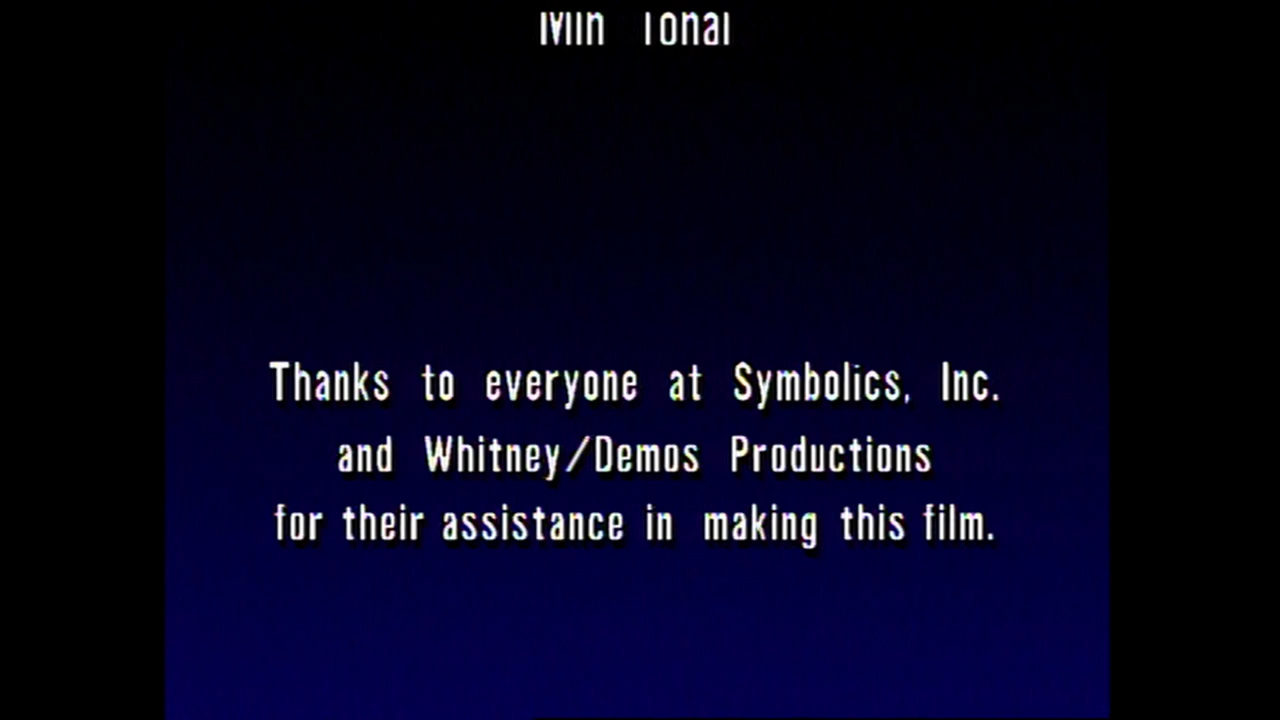 Thanks to everyone at Symbolics, Inc.
and Whitney/Demos Productions
for their assistance in making this film.